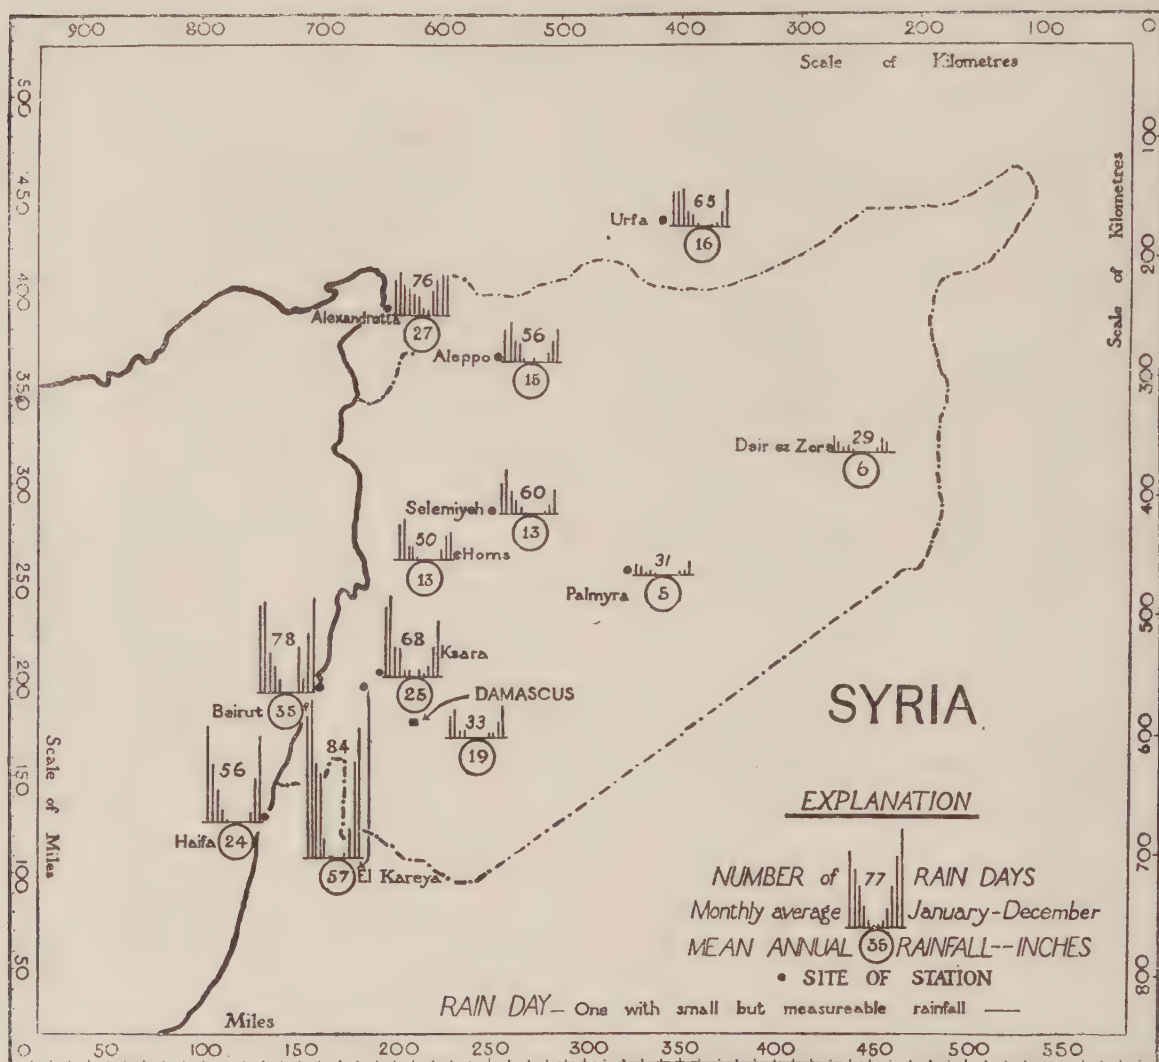 900 800 700 600 500 400 300 200 100 0
Scale of Kilometres
500
450
400
350
300
250
200
150
100
50
Scale of Miles
100
200
300
400
500
600
700
800
Scale of Kilometres
Urfa 65
16
76
Alexandretta
27
56
Aleppo
15
Dair ez Zora 29
6
60
Selemiyeh
13
50
Homs
13
31
Palmyra 5
78
68 Ksara
25
Beirut 35
DAMASCUS
33
19
84
56
Haifa 24
57 El Kareya
SYRIA
EXPLANATION
NUMBER of 77 RAIN DAYS
Monthly average January-December
MEAN ANNUAL 35 RAINFALL--INCHES
• SITE OF STATION
RAIN DAY — One with small but measureable rainfall —
Miles
0 50 100 150 200 250 300 350 400 450 500 550